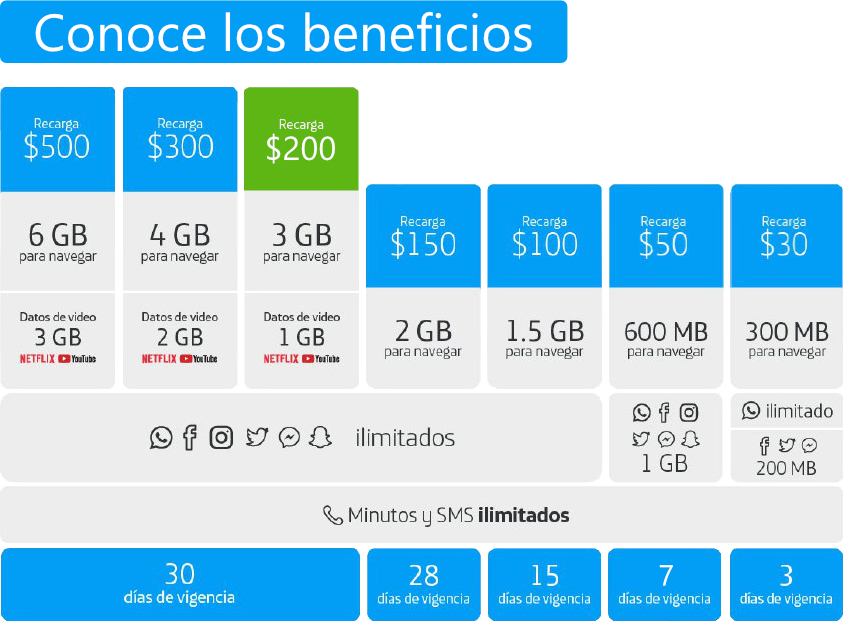 Conoce los beneficios
Recarga
$500
6 GB
para navegar
Datos de video
3 GB
NETFLIX YouTube
Recarga
$300
4 GB
para navegar
Datos de video
2 GB
NETFLIX YouTube
Recarga
$200
3 GB
para navegar
Datos de video
1 GB
NETFLIX YouTube
Recarga
$150
2 GB
para navegar
Recarga
$100
1.5 GB
para navegar
Recarga
$50
600 MB
para navegar
Recarga
$30
300 MB
para navegar
ilimitados
1 GB
ilimitado
200 MB
Minutos y SMS ilimitados
30
días de vigencia
28
días de vigencia
15
días de vigencia
7
días de vigencia
3
días de vigencia